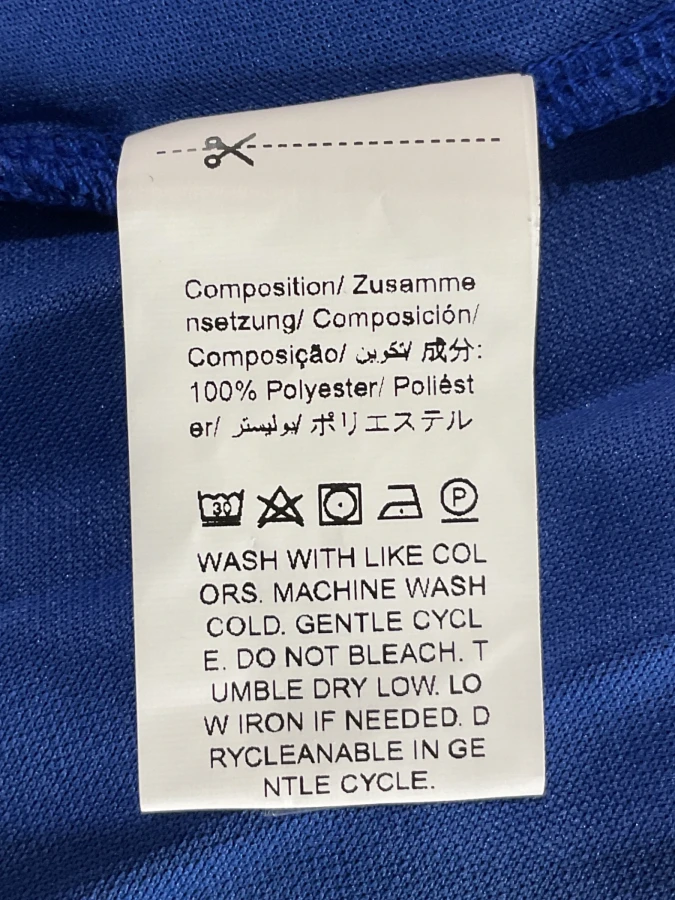 Composition/ Zusamme
nsetzung/ Composición/
Composição/ تكوين/ 成分:
100% Polyester/ Poliést
er/ بوليستر/ ポリエステル
30
P
WASH WITH LIKE COL
ORS. MACHINE WASH
COLD. GENTLE CYCL
E. DO NOT BLEACH. T
UMBLE DRY LOW. LO
W IRON IF NEEDED. D
RYCLEANABLE IN GE
NTLE CYCLE.